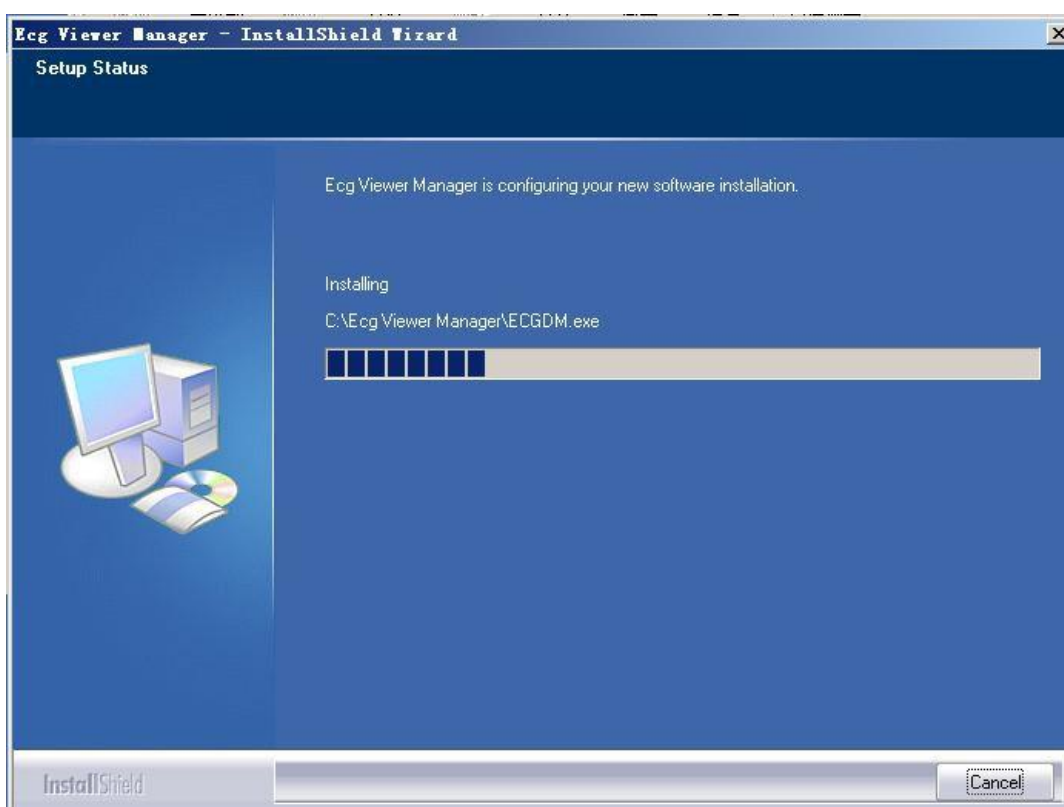 Ecg Viewer Manager - InstallShield Wizard
Setup Status
Ecg Viewer Manager is configuring your new software installation.
Installing
C:\Ecg Viewer Manager\ECGDM.exe
InstallShield
Cancel